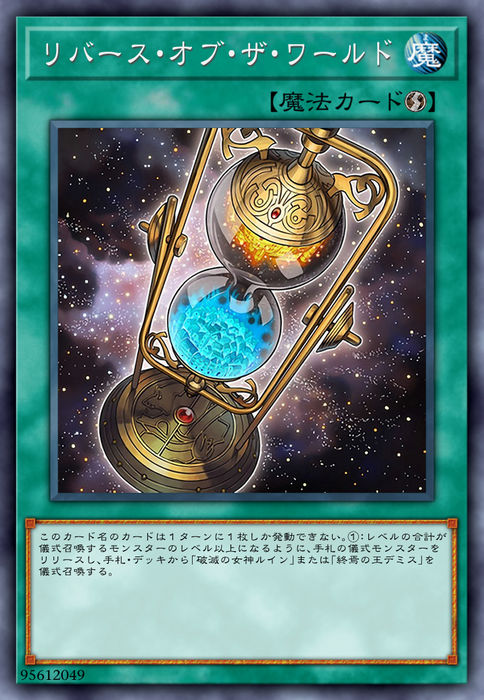 リバース・オブ・ザ・ワールド 魔
【魔法カード】
このカード名のカードは１ターンに１枚しか発動できない。①:レベルの合計が
儀式召喚するモンスターのレベル以上になるように、手札の儀式モンスターを
リリースし、手札・デッキから「破滅の女神ルイン」または「終焉の王デミス」を
儀式召喚する。
95612049